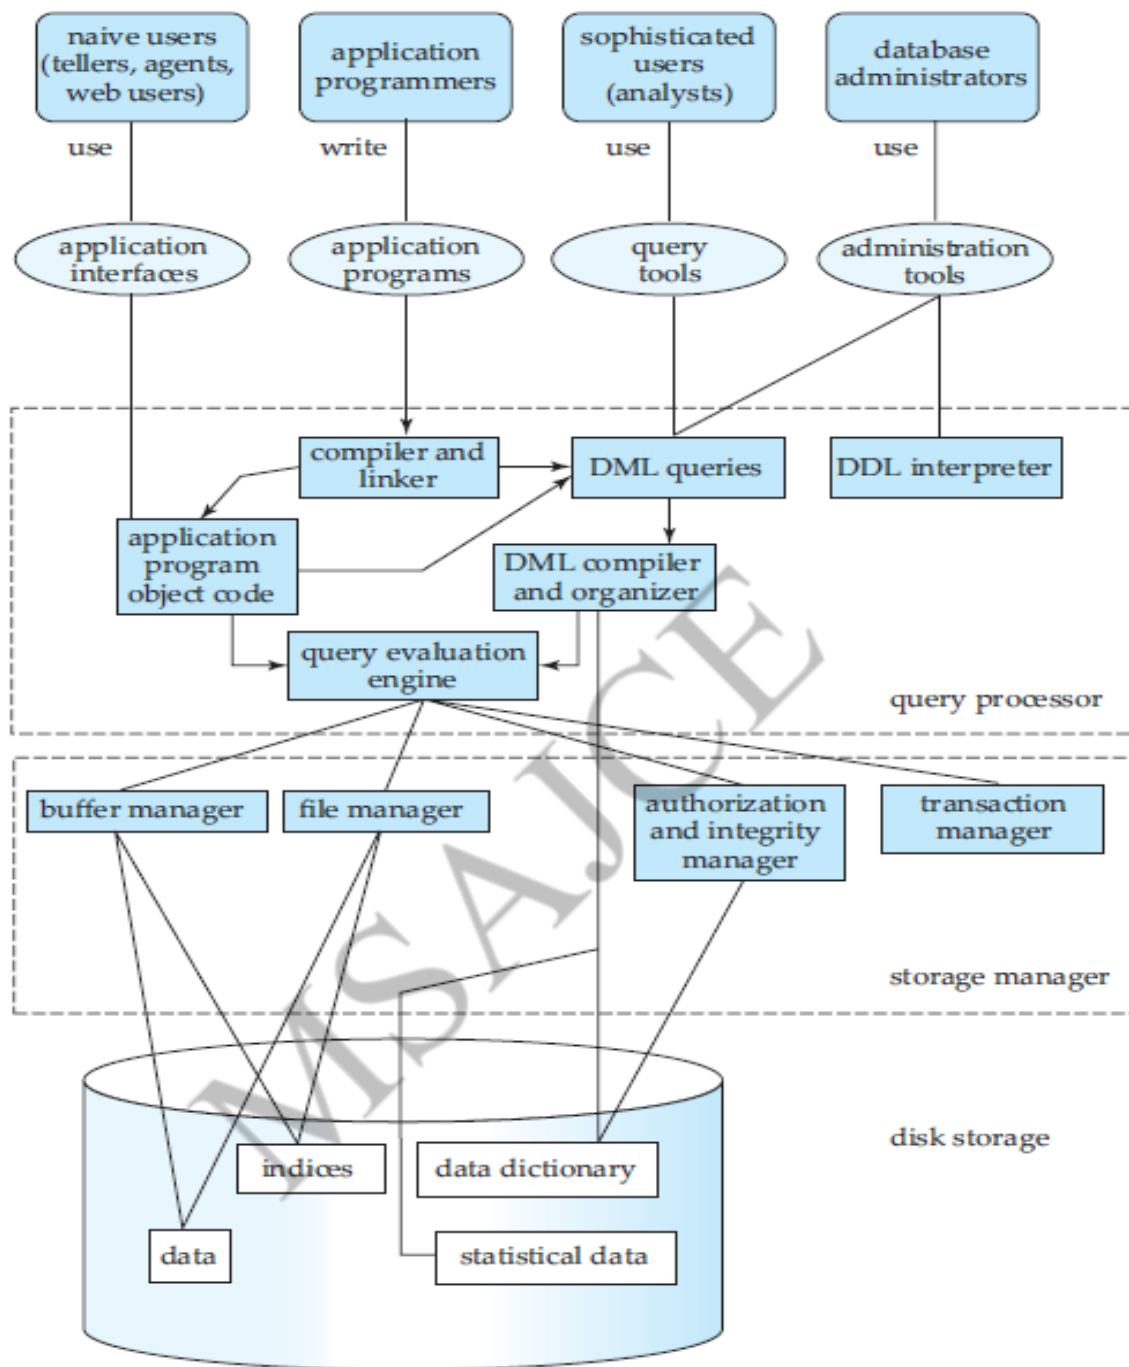 naive users
(tellers, agents,
web users)
application
programmers
sophisticated
users
(analysts)
database
administrators
use
write
use
use
application
interfaces
application
programs
query
tools
administration
tools
compiler and
linker
DML queries
DDL interpreter
application
program
object code
DML compiler
and organizer
query evaluation
engine
query processor
buffer manager
file manager
authorization
and integrity
manager
transaction
manager
storage manager
disk storage
indices
data dictionary
data
statistical data
MSAJCE